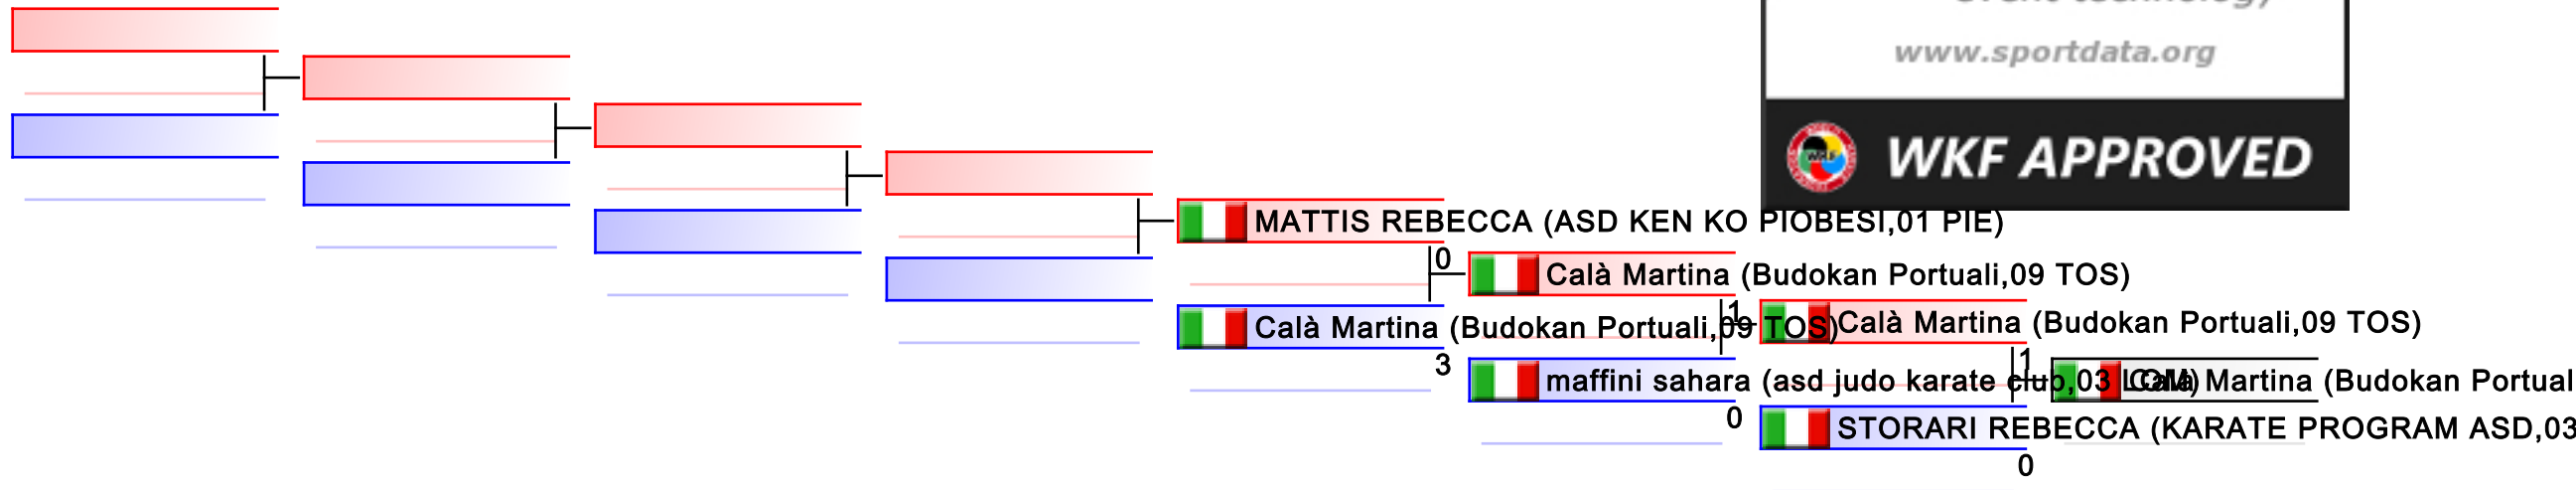 www.sportdata.org
WKF APPROVED
MATTIS REBECCA (ASD KEN KO PIOBESI,01 PIE)
0
Calà Martina (Budokan Portuali,09 TOS)
1
Calà Martina (Budokan Portuali,09 TOS)
Calà Martina (Budokan Portuali,09 TOS)
3
1
maffini sahara (asd judo karate club,03 LOM)
Calà Martina (Budokan Portual
0
STORARI REBECCA (KARATE PROGRAM ASD,03
0